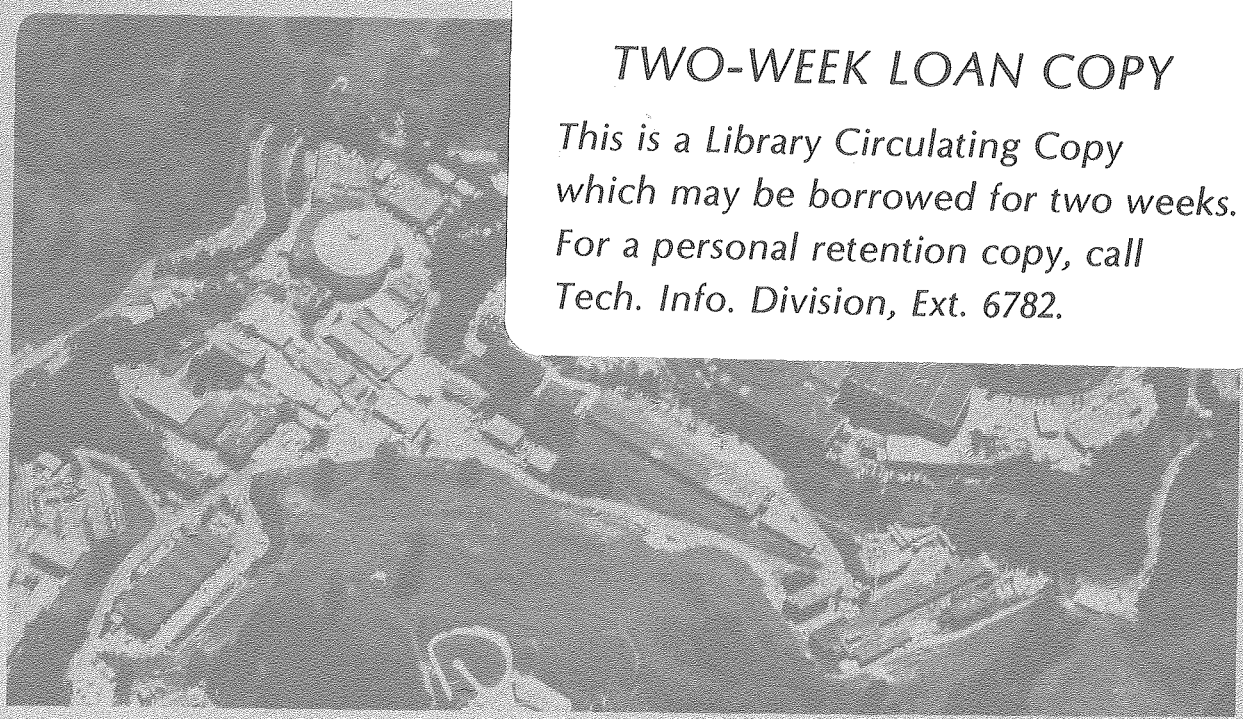 TWO-WEEK LOAN COPY
This is a Library Circulating Copy
which may be borrowed for two weeks.
For a personal retention copy, call
Tech. Info. Division, Ext. 6782.